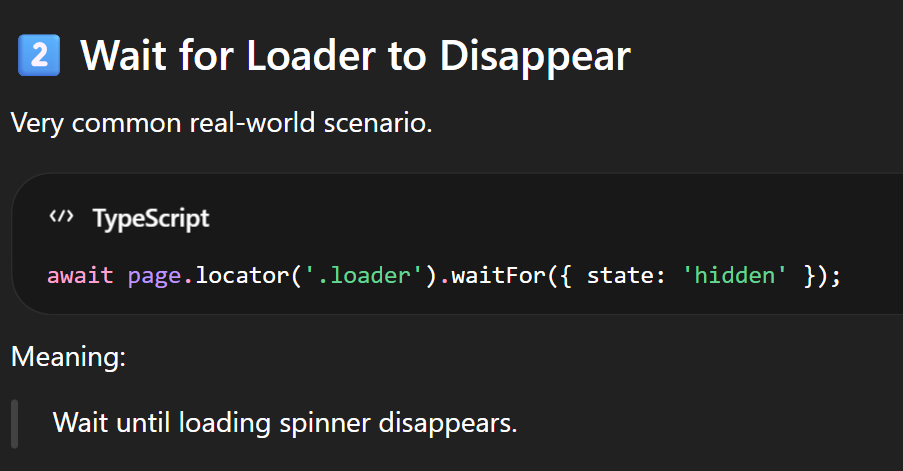 2 Wait for Loader to Disappear
Very common real-world scenario.
</> TypeScript
await page.locator('.loader').waitFor({ state: 'hidden' });
Meaning:
Wait until loading spinner disappears.